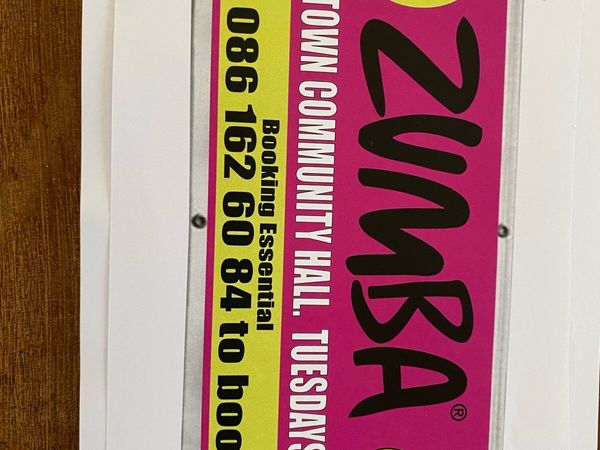 ZUMBA®
TOWN COMMUNITY HALL. TUESDAYS
Booking Essential
086 162 60 84 to boo